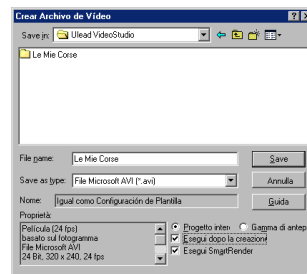 Crear Archivo de Vídeo
Save in: Ulead VideoStudio
Le Mie Corse
File name: Le Mie Corse Save
Save as type: File Microsoft AVI (*.avi) Annulla
Nome: Igual como Configuración de Plantilla Guida
Proprietà:
Película (24 fps)
basato sul fotogramma
File Microsoft AVI
24 Bit, 320 x 240, 24 fps
Progetto inter Gamma di antep
Esegui dopo la creazione
Esegui SmartRender